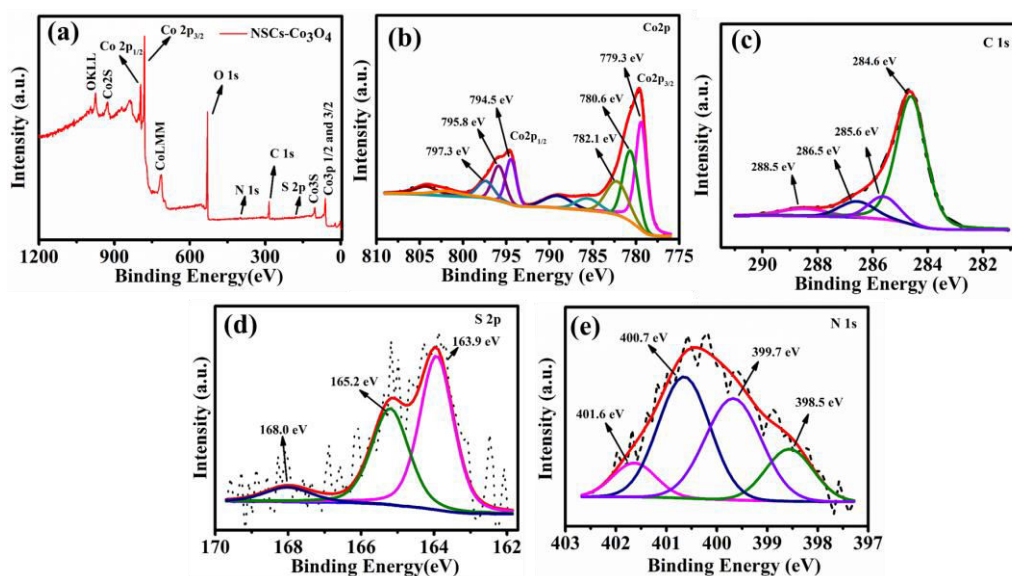 (a)
NSCs-Co₃O₄
Co 2p₃/₂
Co 2p₁/₂
OKLL
Co2S
O 1s
CoLMM
N 1s
C 1s
S 2p
Co3S
Co3p 1/2 and 3/2
Intensity (a.u.)
1200 900 600 300 0
Binding Energy(eV)
(b)
Co2p
779.3 eV
Co2p₃/₂
780.6 eV
782.1 eV
794.5 eV
795.8 eV
Co2p₁/₂
797.3 eV
Intensity (a.u.)
810 805 800 795 790 785 780 775
Binding Energy(eV)
(c)
C 1s
284.6 eV
285.6 eV
286.5 eV
288.5 eV
Intensity (a.u.)
290 288 286 284 282
Binding Energy(eV)
(d)
S 2p
163.9 eV
165.2 eV
168.0 eV
Intensity (a.u.)
170 168 166 164 162
Binding Energy(eV)
(e)
N 1s
400.7 eV
399.7 eV
398.5 eV
401.6 eV
Intensity (a.u.)
403 402 401 400 399 398 397
Binding Energy(eV)